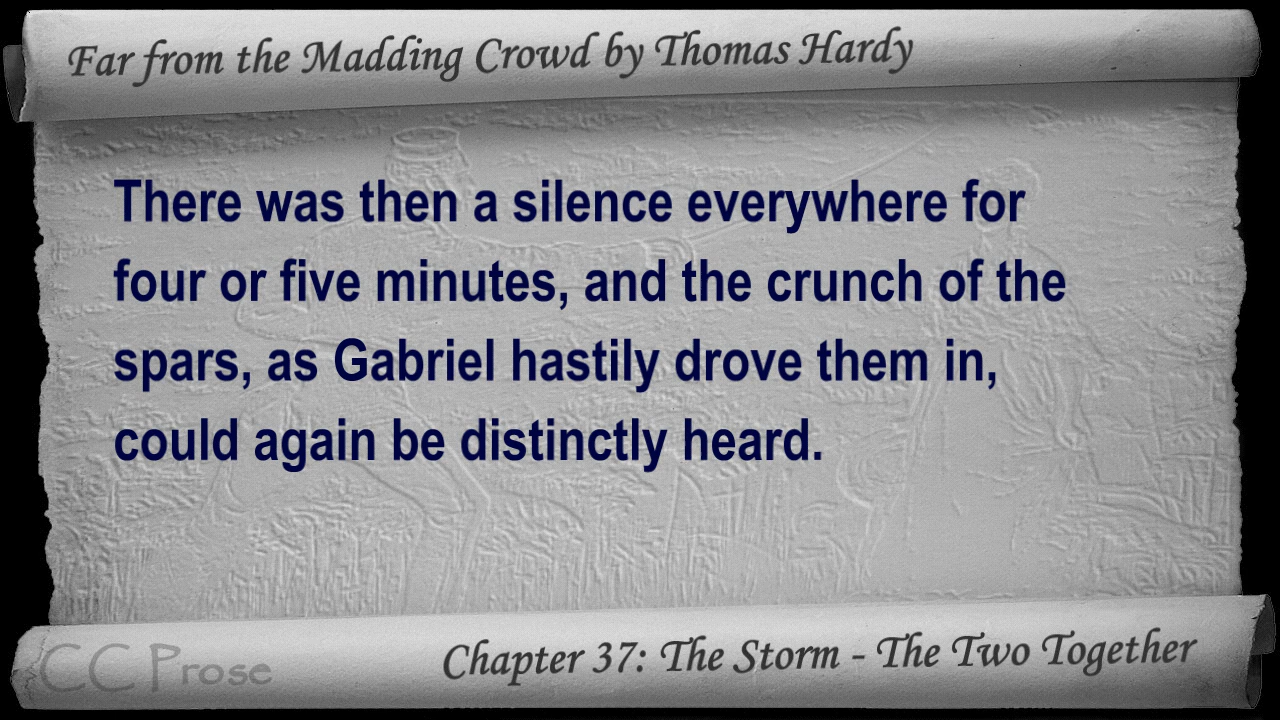 Far from the Madding Crowd by Thomas Hardy
There was then a silence everywhere for
four or five minutes, and the crunch of the
spars, as Gabriel hastily drove them in,
could again be distinctly heard.
CC Prose
Chapter 37: The Storm - The Two Together